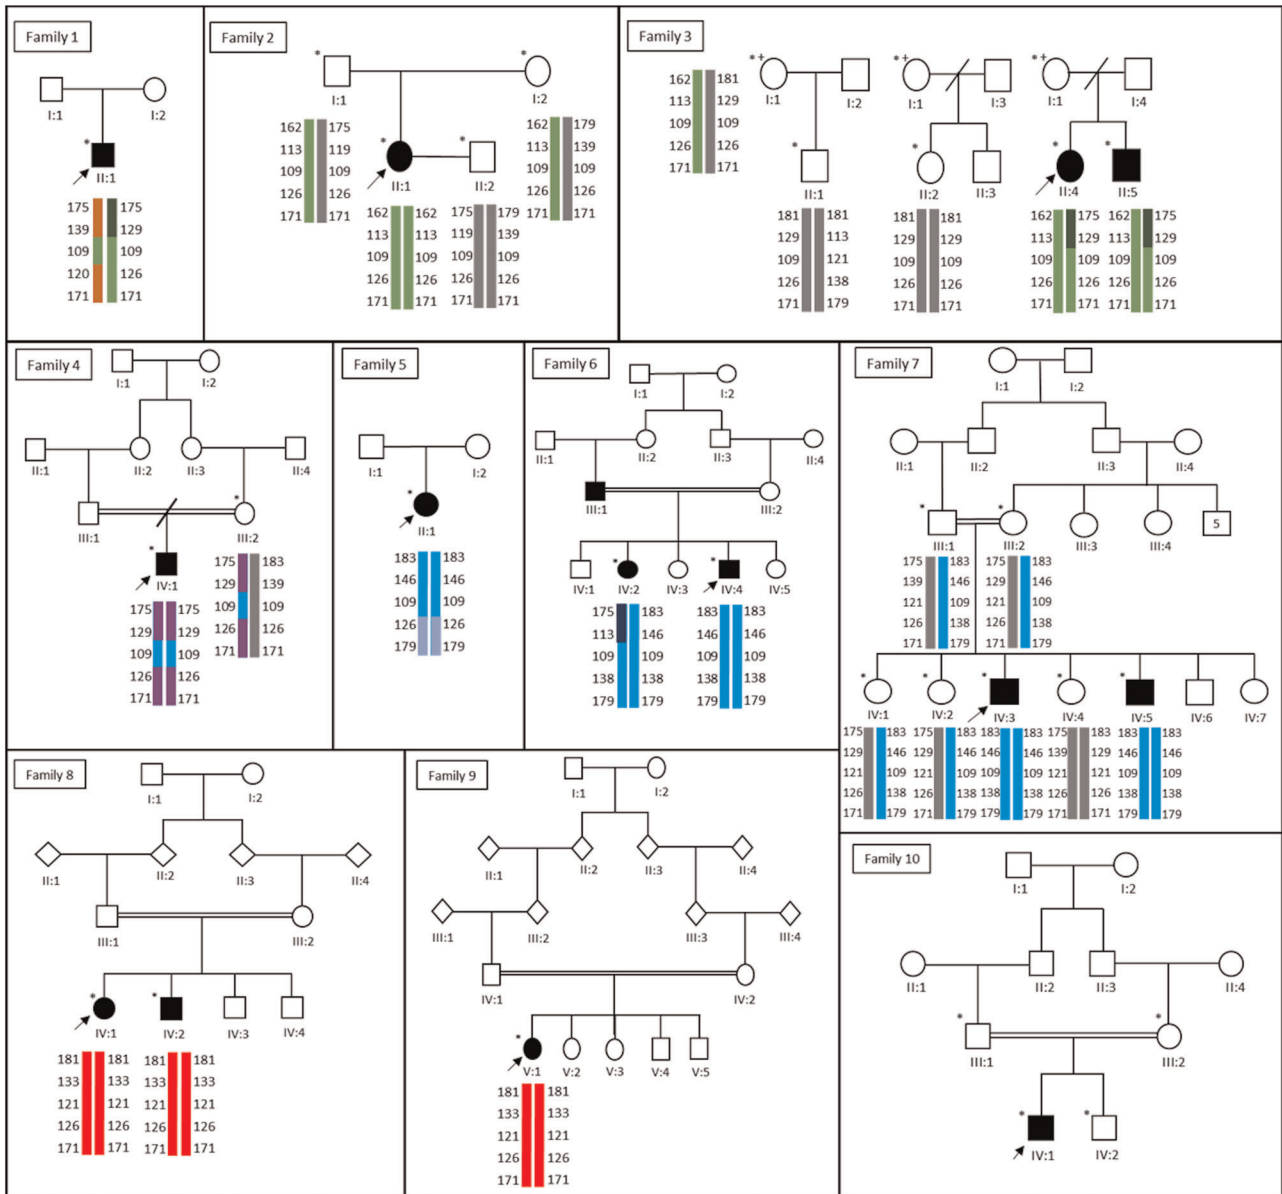 Family 1
I:1 I:2
*
II:1
175 175
139 129
109 109
120 126
171 171
Family 2
* *
I:1 I:2
162 175 162 179
113 119 113 139
109 109 109 109
126 126 126 126
171 171 171 171
* *
II:1 II:2
162 162 175 179
113 113 119 139
109 109 109 109
126 126 126 126
171 171 171 171
Family 3
162 181
113 129
109 109
126 126
171 171
*+ *+ *+
I:1 I:2 I:1 I:3 I:1 I:4
* * * *
II:1 II:2 II:3 II:4 II:5
181 181 181 181 162 175 162 175
129 113 129 129 113 129 113 129
109 121 109 109 109 109 109 109
126 138 126 126 126 126 126 126
171 179 171 171 171 171 171 171
Family 4
I:1 I:2
II:1 II:2 II:3 II:4
*
III:1 III:2
175 183
129 139
109 109
126 126
171 171
*
IV:1
175 175
129 129
109 109
126 126
171 171
Family 5
I:1 I:2
*
II:1
183 183
146 146
109 109
126 126
179 179
Family 6
I:1 I:2
II:1 II:2 II:3 II:4
III:1 III:2
* *
IV:1 IV:2 IV:3 IV:4 IV:5
175 183 183 183
113 146 146 146
109 109 109 109
138 138 138 138
179 179 179 179
Family 7
I:1 I:2
II:1 II:2 II:3 II:4
* * 5
III:1 III:2 III:3 III:4
175 183 175 183
139 146 129 146
121 109 121 109
126 138 126 138
171 179 171 179
* * * * *
IV:1 IV:2 IV:3 IV:4 IV:5 IV:6 IV:7
175 183 175 183 183 183 175 175 183 183
129 146 129 146 146 146 139 129 146 146
121 109 121 109 109 109 121 121 109 109
126 138 126 138 138 138 126 126 138 138
171 179 171 179 179 179 171 171 179 179
Family 8
I:1 I:2
II:1 II:2 II:3 II:4
III:1 III:2
* *
IV:1 IV:2 IV:3 IV:4
181 181 181 181
133 133 133 133
121 121 121 121
126 126 126 126
171 171 171 171
Family 9
I:1 I:2
II:1 II:2 II:3 II:4
III:1 III:2 III:3 III:4
IV:1 IV:2
*
V:1 V:2 V:3 V:4 V:5
181 181
133 133
121 121
126 126
171 171
Family 10
I:1 I:2
II:1 II:2 II:3 II:4
* *
III:1 III:2
* *
IV:1 IV:2